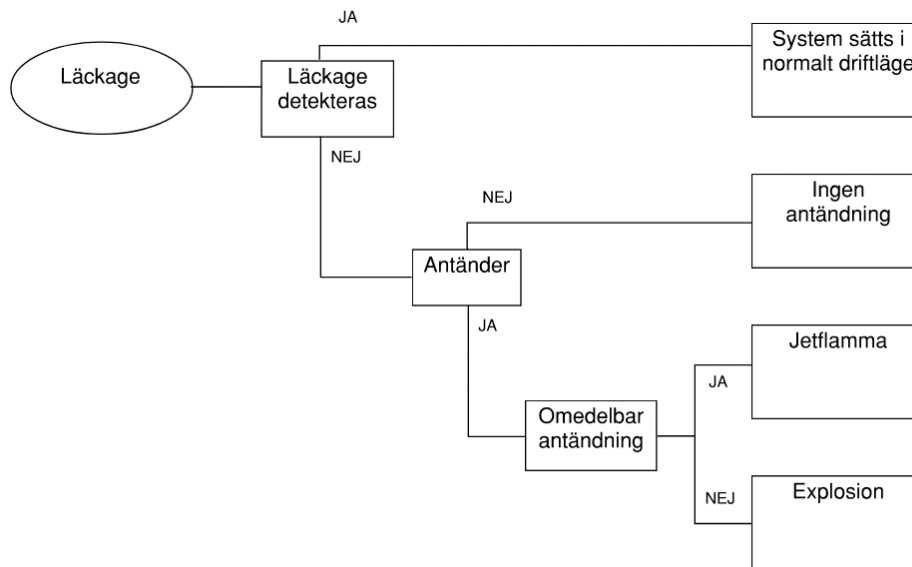 JA
System sätts i
normalt driftläge
Läckage
Läckage
detekteras
NEJ
NEJ
Ingen
antändning
Antänder
JA
Jetflamma
JA
Omedelbar
antändning
NEJ
Explosion